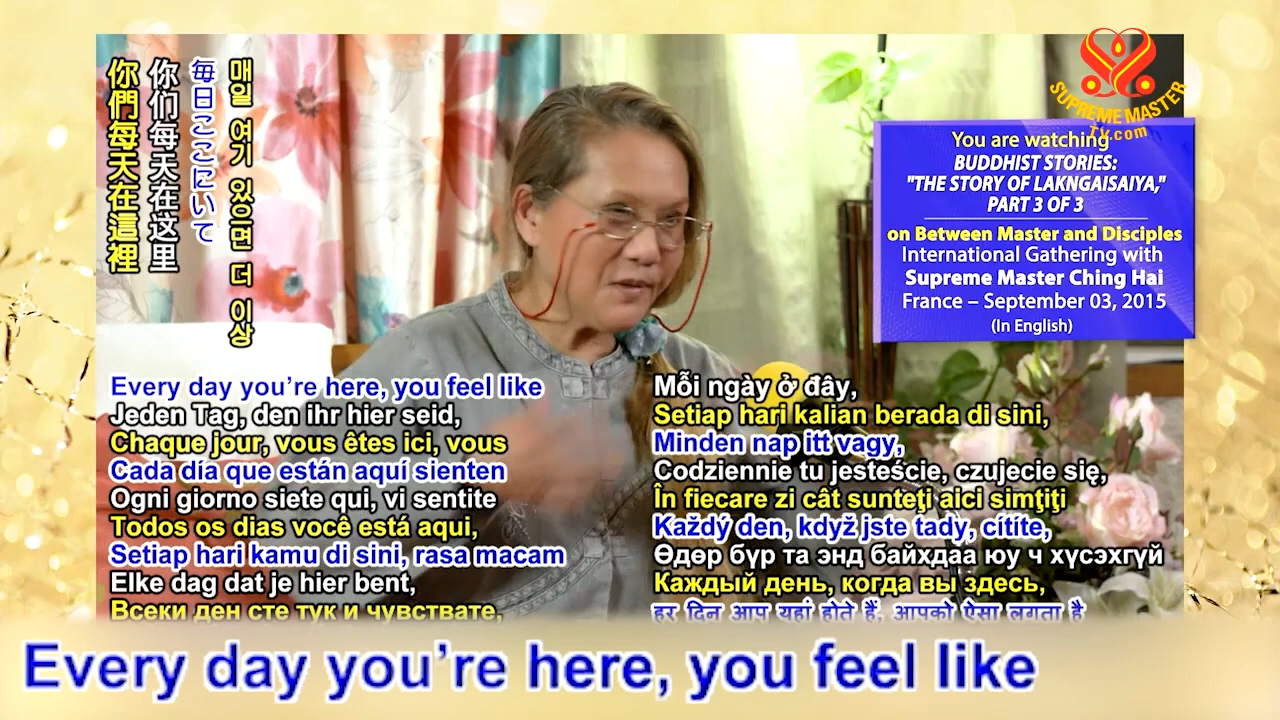 你們每天在這裡
你们每天在这里
毎日ここにいて
매일 여기 있으면 더 이상
SUPREME MASTER
TV.com
You are watching
BUDDHIST STORIES:
"THE STORY OF LAKNGAISAIYA,"
PART 3 OF 3
on Between Master and Disciples
International Gathering with
Supreme Master Ching Hai
France – September 03, 2015
(In English)
Every day you're here, you feel like
Jeden Tag, den ihr hier seid,
Chaque jour, vous êtes ici, vous
Cada día que están aquí sienten
Ogni giorno siete qui, vi sentite
Todos os dias você está aqui,
Setiap hari kamu di sini, rasa macam
Elke dag dat je hier bent,
Всеки ден сте тук и чувствате,
Mỗi ngày ở đây,
Setiap hari kalian berada di sini,
Minden nap itt vagy,
Codziennie tu jesteście, czujecie się,
În fiecare zi cât sunteţi aici simţiţi
Každý den, když jste tady, cítíte,
Өдөр бүр та энд байхдаа юу ч хүсэхгүй
Каждый день, когда вы здесь,
हर दिन आप यहां होते हैं, आपको ऐसा लगता है
Every day you're here, you feel like